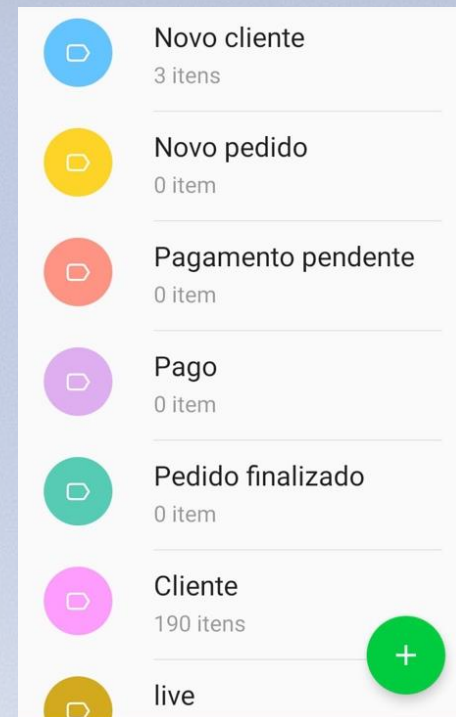 Novo cliente
3 itens
Novo pedido
0 item
Pagamento pendente
0 item
Pago
0 item
Pedido finalizado
0 item
Cliente
190 itens
live